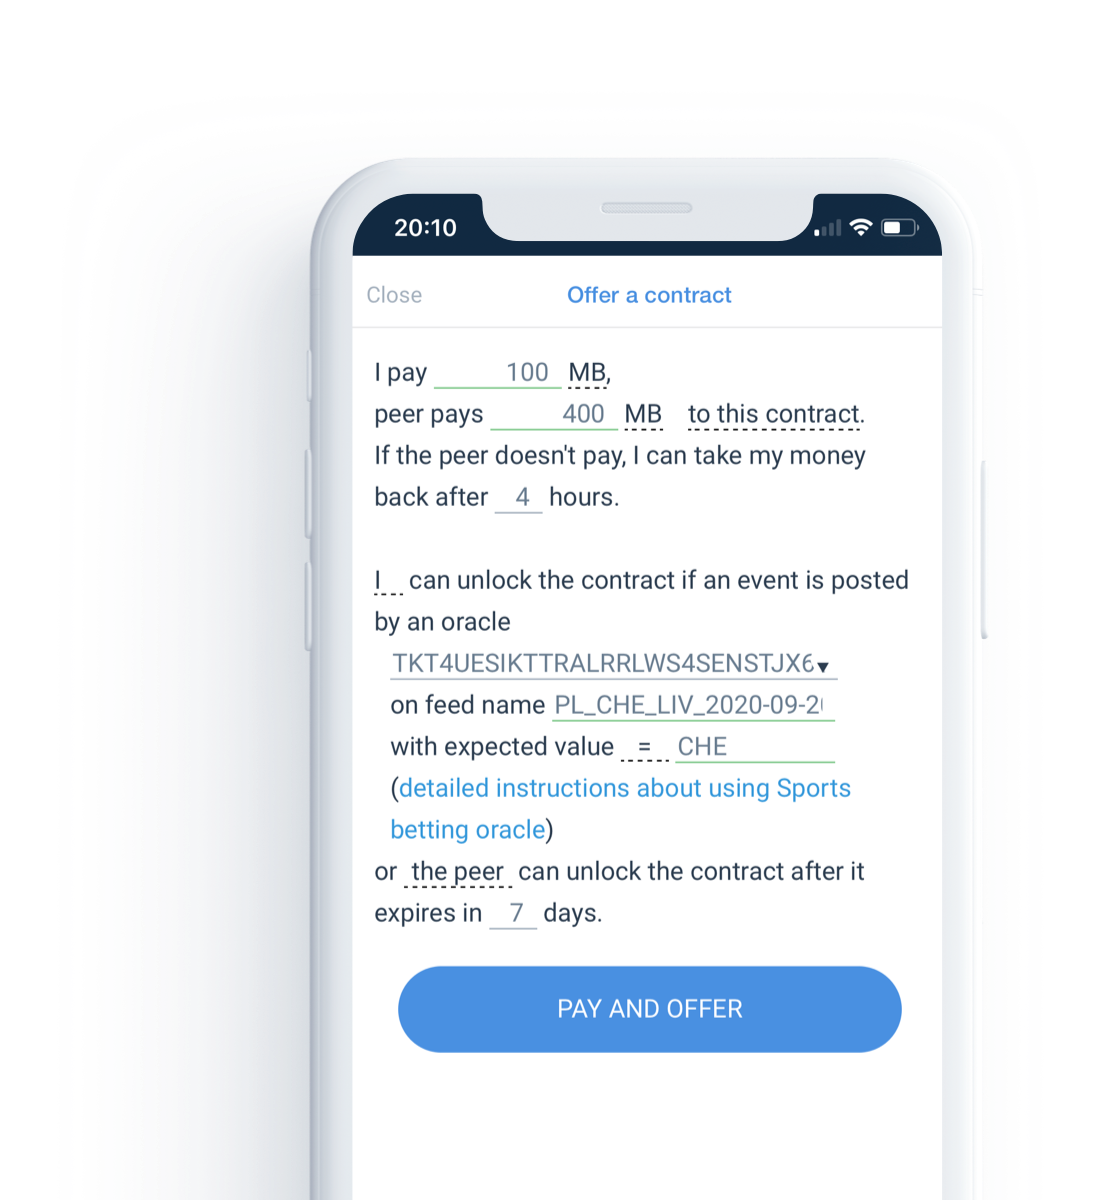 20:10
Close Offer a contract
I pay 100 MB,
peer pays 400 MB to this contract.
If the peer doesn't pay, I can take my money
back after 4 hours.
I can unlock the contract if an event is posted
by an oracle
TKT4UESIKTTRALRRLWS4SENSTJX6
on feed name PL_CHE_LIV_2020-09-2
with expected value = CHE
(detailed instructions about using Sports
betting oracle)
or the peer can unlock the contract after it
expires in 7 days.
PAY AND OFFER